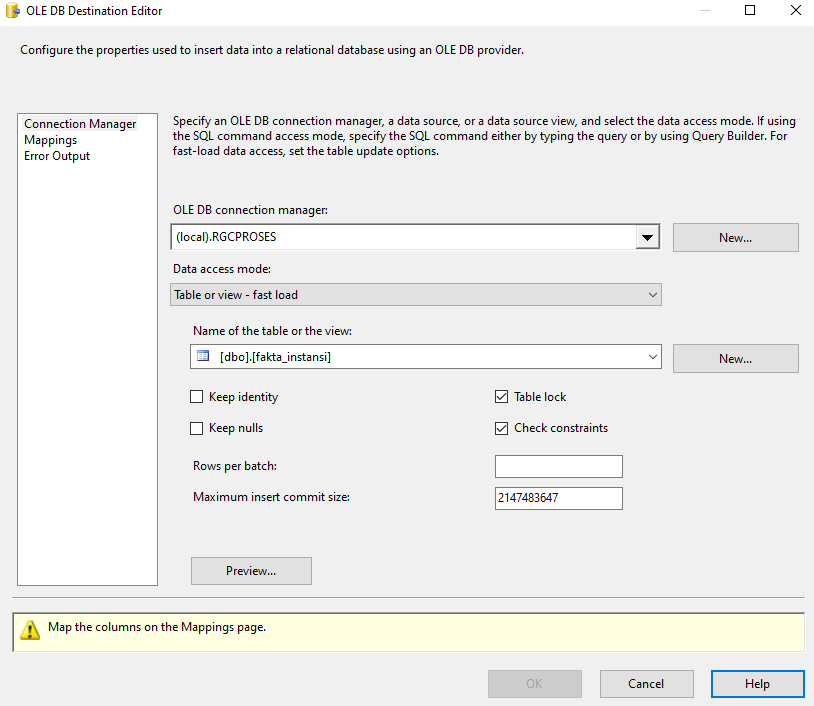 OLE DB Destination Editor
Configure the properties used to insert data into a relational database using an OLE DB provider.
Connection Manager
Mappings
Error Output
Specify an OLE DB connection manager, a data source, or a data source view, and select the data access mode. If using
the SQL command access mode, specify the SQL command either by typing the query or by using Query Builder. For
fast-load data access, set the table update options.
OLE DB connection manager:
(local).RGCPROSES
New...
Data access mode:
Table or view - fast load
Name of the table or the view:
[dbo].[fakta_instansi]
New...
Keep identity
Table lock
Keep nulls
Check constraints
Rows per batch:
Maximum insert commit size:
2147483647
Preview...
Map the columns on the Mappings page.
OK
Cancel
Help